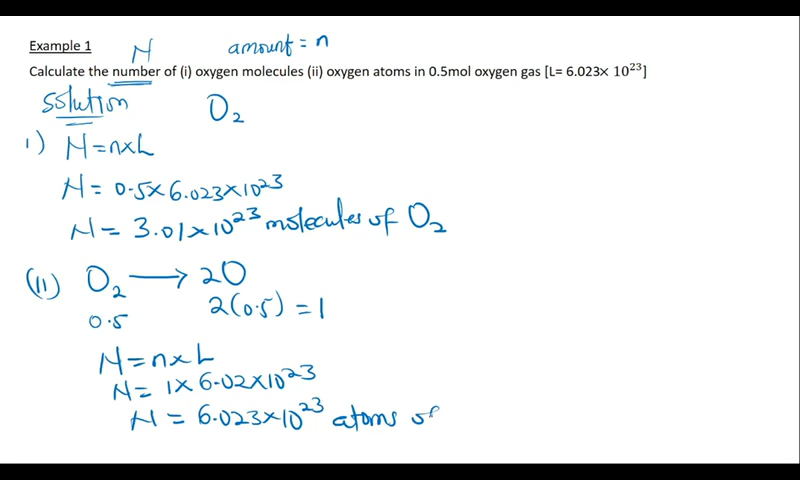 Example 1 N amount = n
Calculate the number of (i) oxygen molecules (ii) oxygen atoms in 0.5mol oxygen gas [L= 6.023× 10²³]
Solution O₂
i) N = n×L
N = 0.5×6.023×10²³
N = 3.01×10²³ molecules of O₂
(ii) O₂ → 2O
0.5 2(0.5) = 1
N = n×L
N = 1×6.02×10²³
N = 6.023×10²³ atoms of